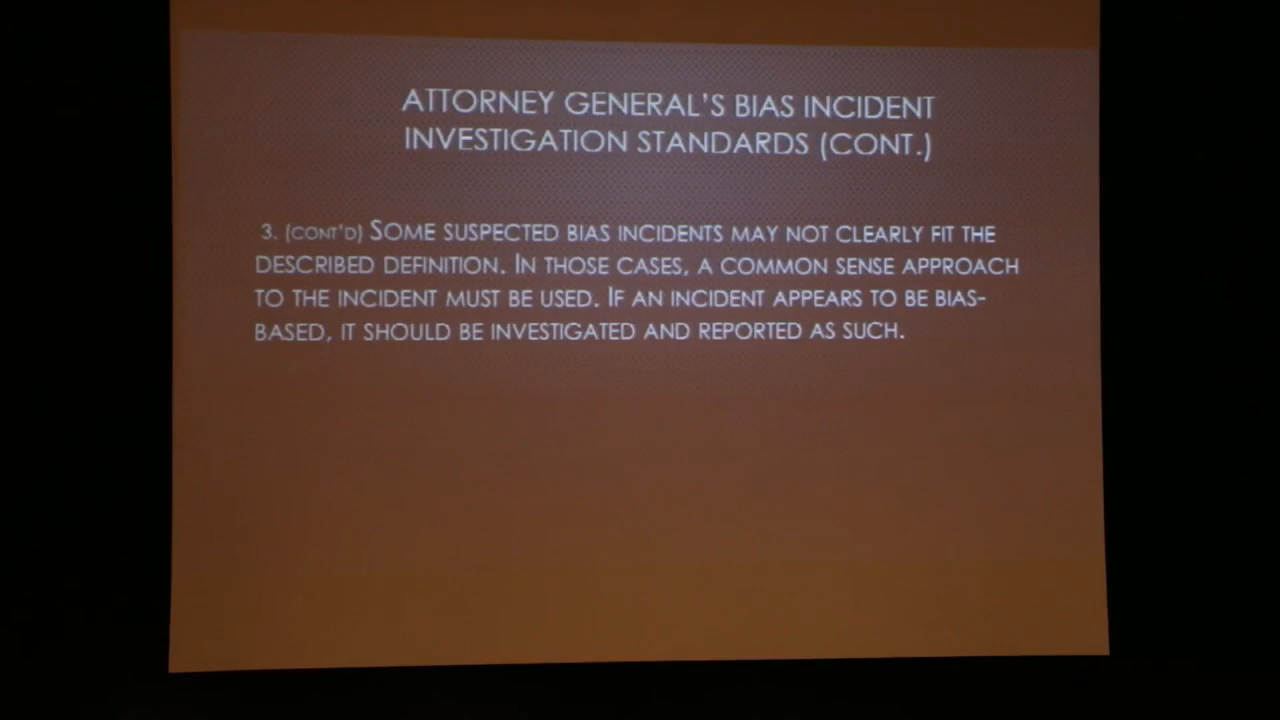 ATTORNEY GENERAL'S BIAS INCIDENT
INVESTIGATION STANDARDS (CONT.)
3. (CONT'D) SOME SUSPECTED BIAS INCIDENTS MAY NOT CLEARLY FIT THE
DESCRIBED DEFINITION. IN THOSE CASES, A COMMON SENSE APPROACH
TO THE INCIDENT MUST BE USED. IF AN INCIDENT APPEARS TO BE BIAS-
BASED, IT SHOULD BE INVESTIGATED AND REPORTED AS SUCH.